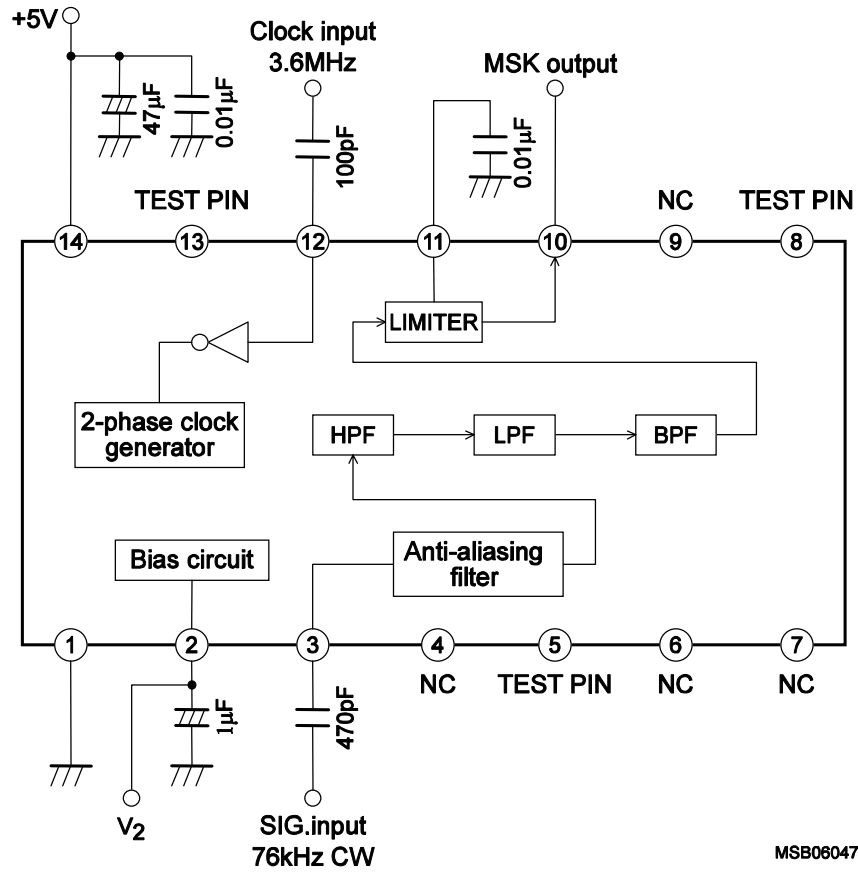 +5V
Clock input
3.6MHz
MSK output
47µF
0.01µF
100pF
0.01µF
TEST PIN
NC
TEST PIN
14
13
12
11
10
9
8
LIMITER
2-phase clock
generator
HPF
LPF
BPF
Bias circuit
Anti-aliasing
filter
1
2
3
4
5
6
7
NC
TEST PIN
NC
NC
1µF
470pF
V2
SIG.input
76kHz CW
MSB06047